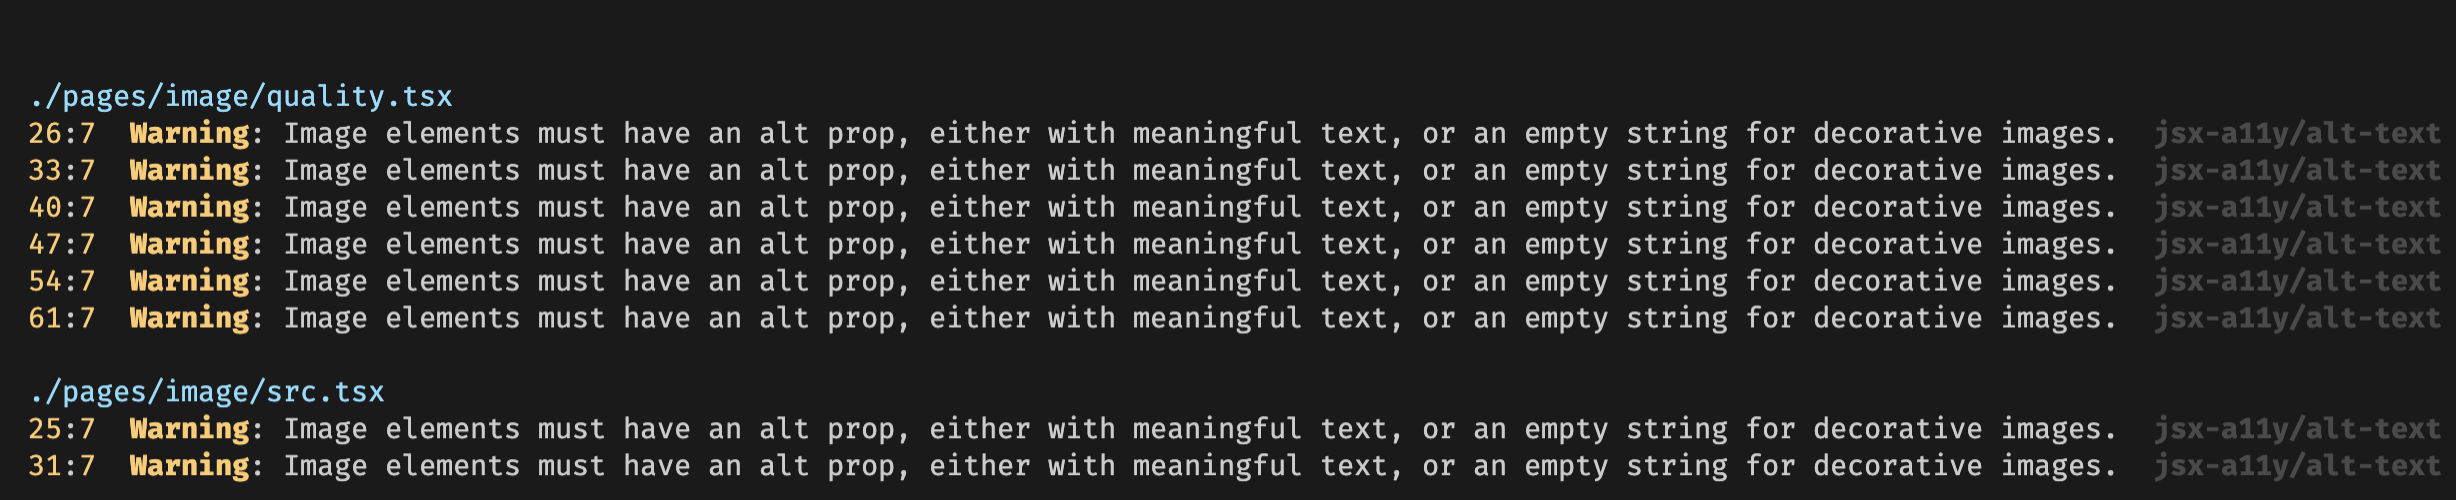 ./pages/image/quality.tsx
26:7  Warning: Image elements must have an alt prop, either with meaningful text, or an empty string for decorative images.  jsx-a11y/alt-text
33:7  Warning: Image elements must have an alt prop, either with meaningful text, or an empty string for decorative images.  jsx-a11y/alt-text
40:7  Warning: Image elements must have an alt prop, either with meaningful text, or an empty string for decorative images.  jsx-a11y/alt-text
47:7  Warning: Image elements must have an alt prop, either with meaningful text, or an empty string for decorative images.  jsx-a11y/alt-text
54:7  Warning: Image elements must have an alt prop, either with meaningful text, or an empty string for decorative images.  jsx-a11y/alt-text
61:7  Warning: Image elements must have an alt prop, either with meaningful text, or an empty string for decorative images.  jsx-a11y/alt-text
./pages/image/src.tsx
25:7  Warning: Image elements must have an alt prop, either with meaningful text, or an empty string for decorative images.  jsx-a11y/alt-text
31:7  Warning: Image elements must have an alt prop, either with meaningful text, or an empty string for decorative images.  jsx-a11y/alt-text